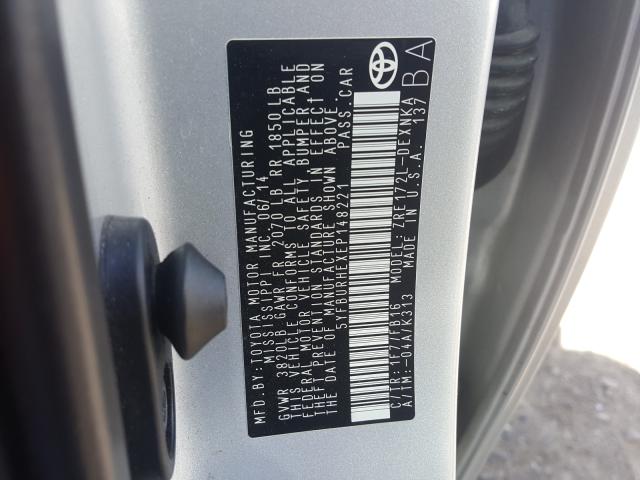 MFD.BY:TOYOTA MOTOR MANUFACTURING
MISSISSIPPI INC. 06/14
GVWR 3820LB GAWR FR 2070 LB RR 1850LB
THIS VEHICLE CONFORMS TO ALL APPLICABLE
FEDERAL MOTOR VEHICLE SAFETY, BUMPER, AND
THEFT PREVENTION STANDARDS IN EFFECT ON
THE DATE OF MANUFACTURE SHOWN ABOVE.
5YFBURHEXEP148221 PASS. CAR
C/TR: 1F7/FB16 MODEL: ZRE172L-DEXNKA
A/TM: -04A/K313 MADE IN U.S.A. 137
BA